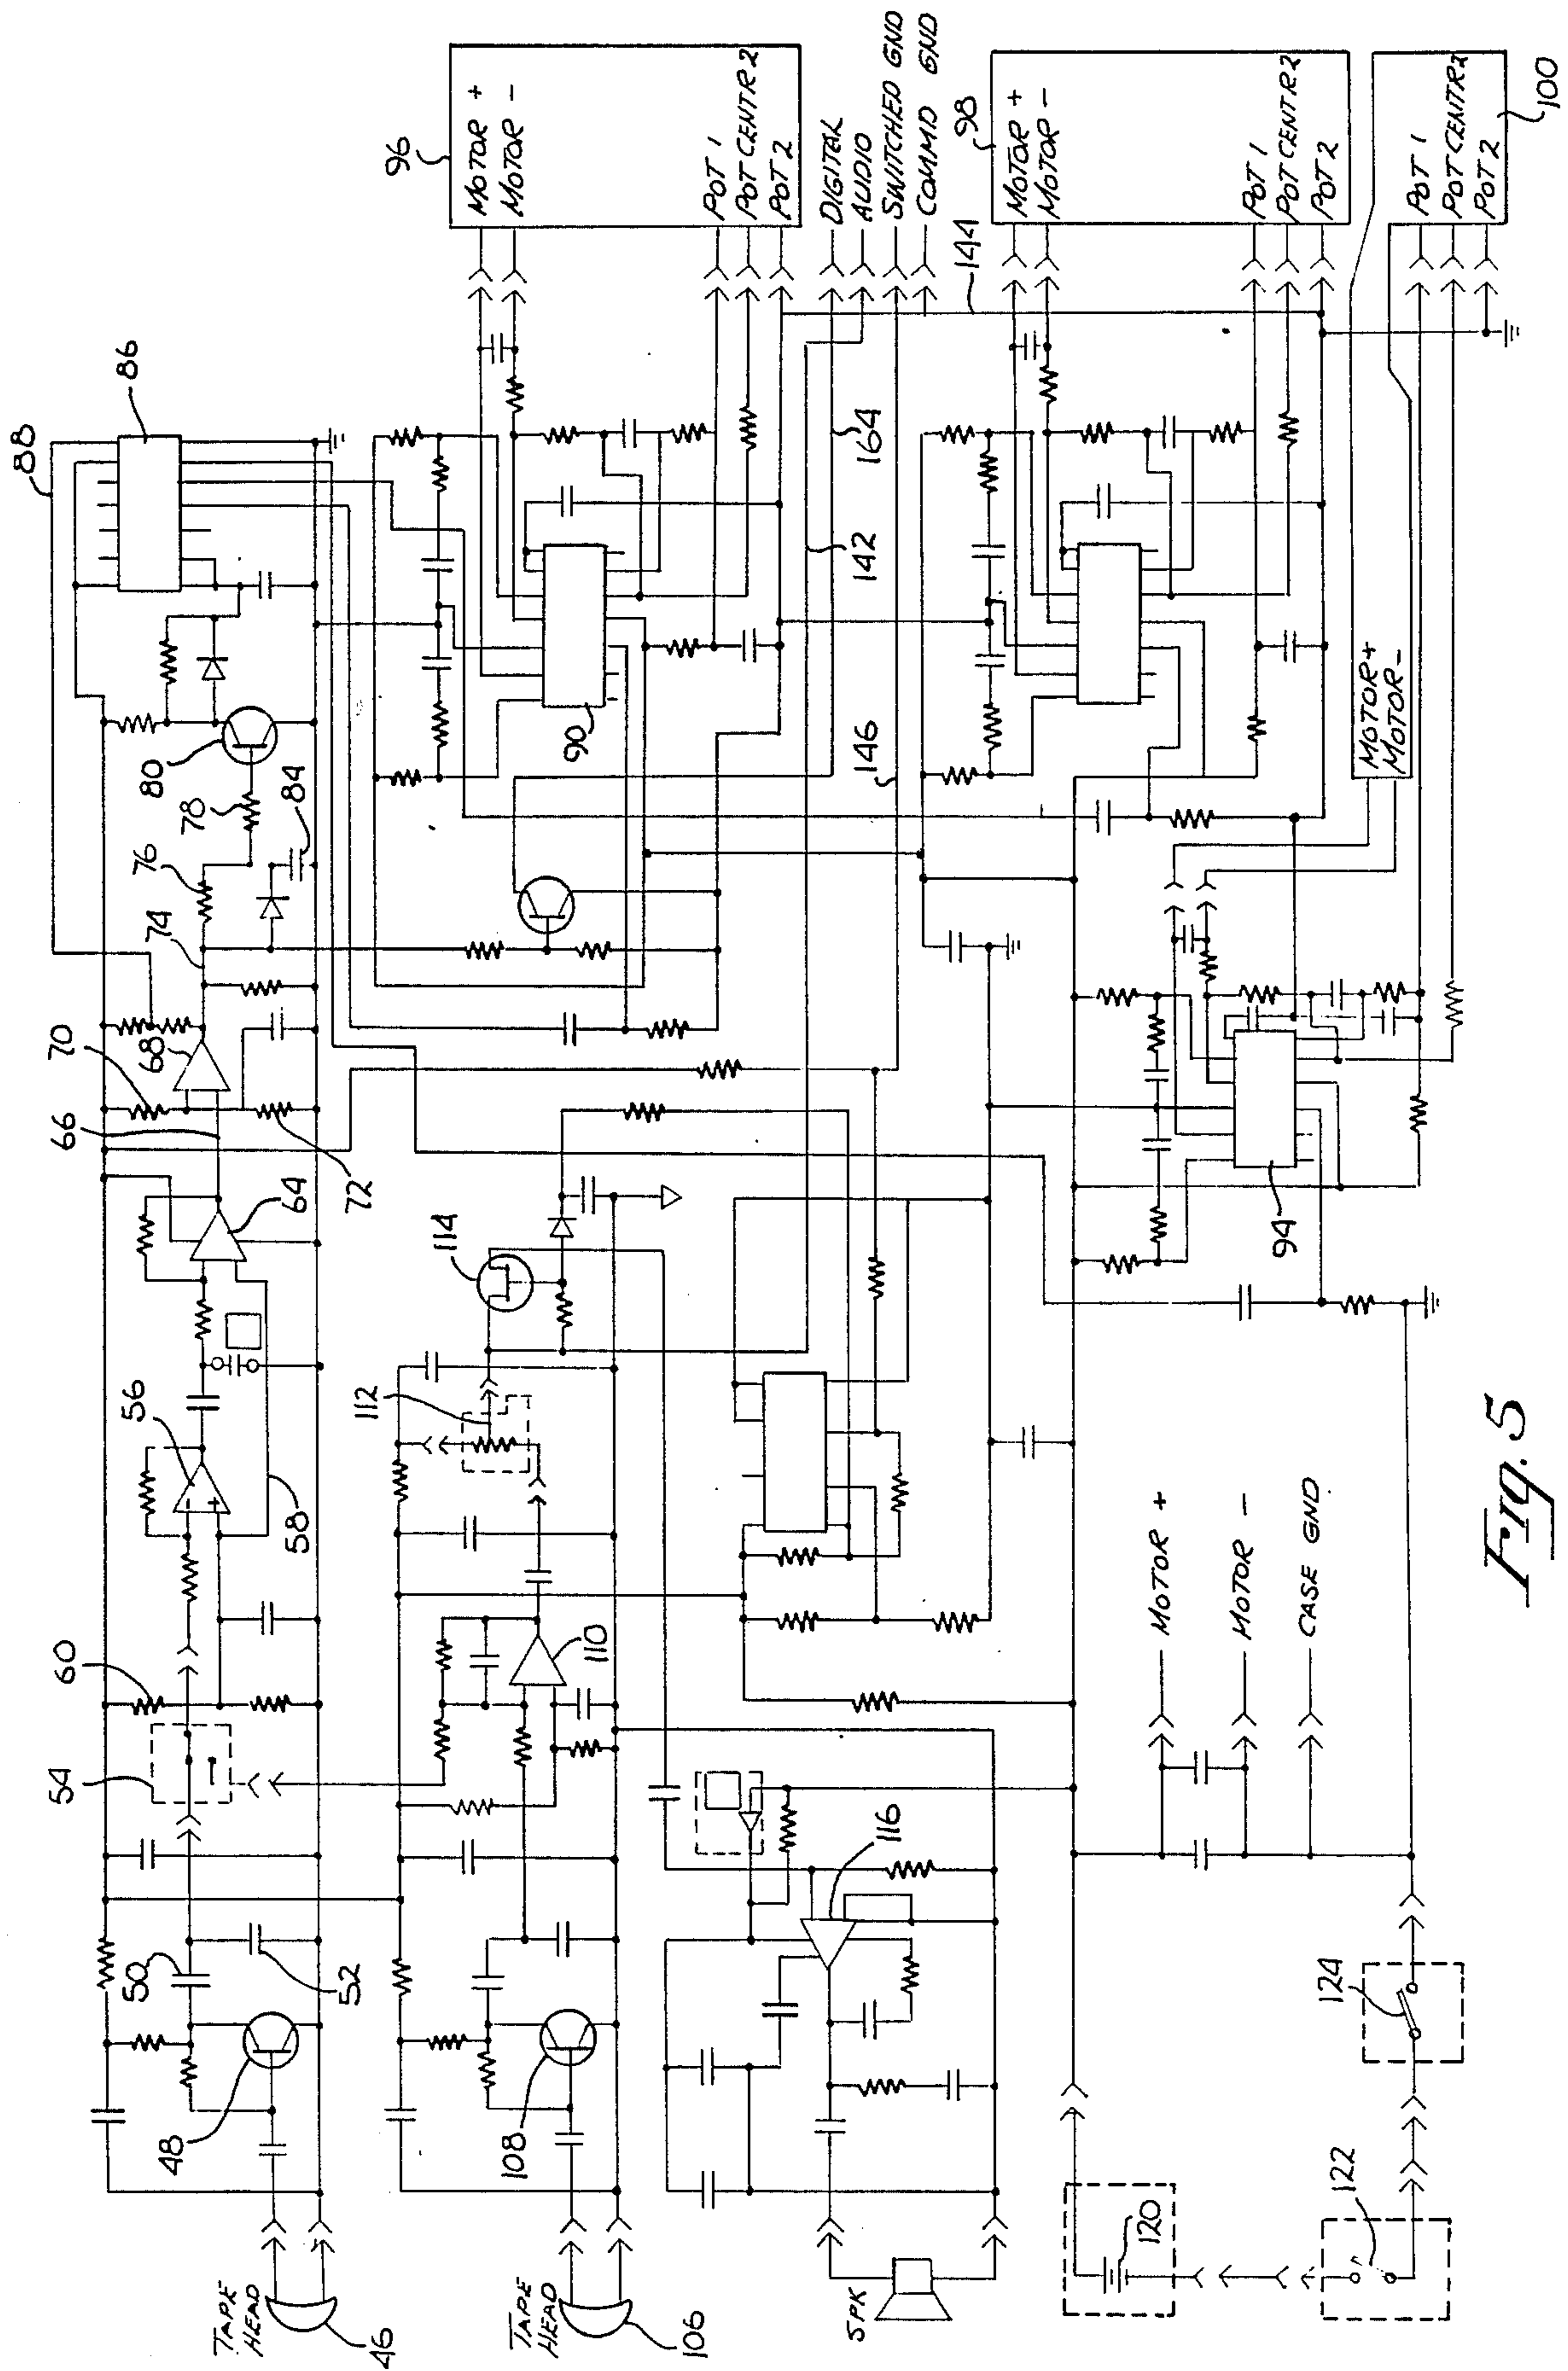 88
86
96
MOTOR +
MOTOR -
POT 1
POT CENTR 2
POT 2
DIGITAL
AUDIO
SWITCHED GND
COMMD GND
144
98
MOTOR +
MOTOR -
POT 1
POT CENTR 2
POT 2
POT 1
POT CENTR 2
POT 2
100
MOTOR +
MOTOR -
164
142
146
90
80
78
84
76
74
70
68
66
72
64
114
94
56
58
112
60
54
110
116
50
52
48
108
TAPE
HEAD
46
TAPE
HEAD
106
SPK
120
122
124
MOTOR +
MOTOR -
CASE GND
Fig. 5